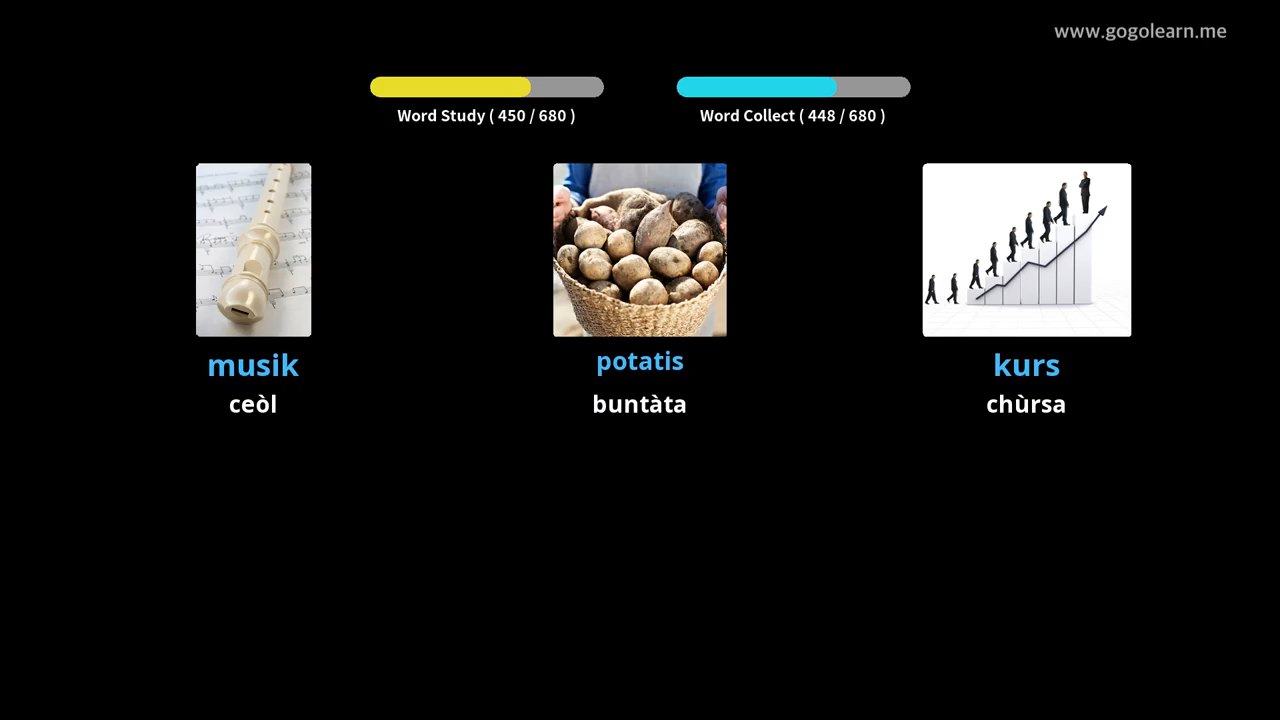 www.gogolearn.me
Word Study ( 450 / 680 )
Word Collect ( 448 / 680 )
musik
ceòl
potatis
buntàta
kurs
chùrsa